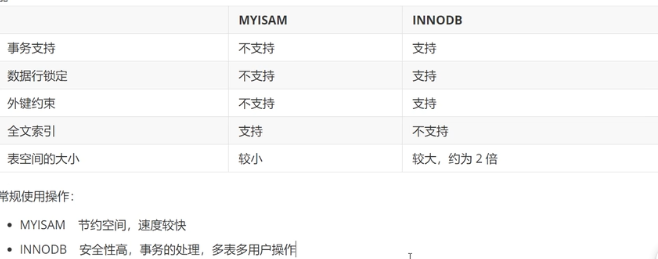 MYISAM INNODB
事务支持 不支持 支持
数据行锁定 不支持 支持
外键约束 不支持 支持
全文索引 支持 不支持
表空间的大小 较小 较大，约为 2 倍
常规使用操作：
MYISAM 节约空间，速度较快
INNODB 安全性高，事务的处理，多表多用户操作